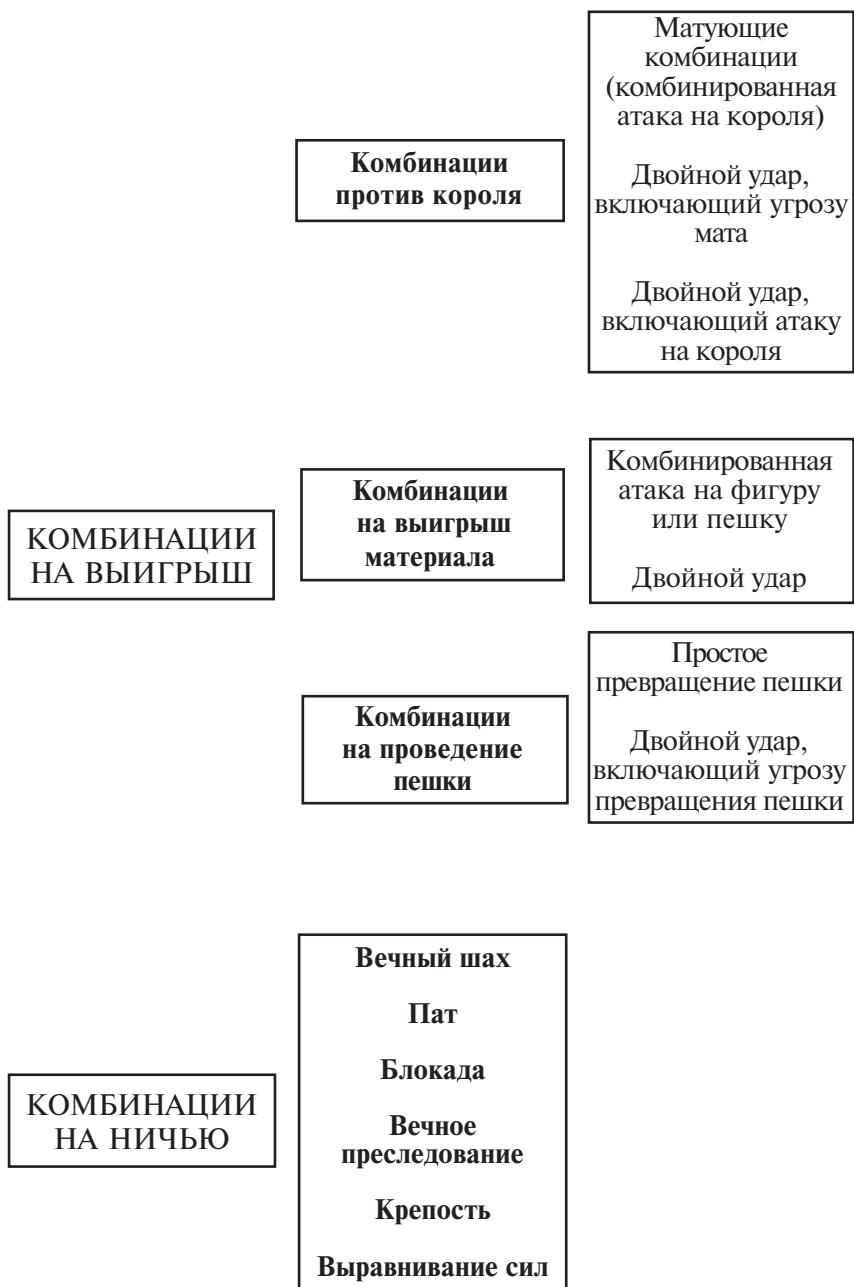 Матующие
комбинации
(комбинированная
атака на короля)
Двойной удар,
включающий угрозу
мата
Двойной удар,
включающий атаку
на короля
Комбинации
против короля
КОМБИНАЦИИ
НА ВЫИГРЫШ
Комбинации
на выигрыш
материала
Комбинированная
атака на фигуру
или пешку
Двойной удар
Комбинации
на проведение
пешки
Простое
превращение пешки
Двойной удар,
включающий угрозу
превращения пешки
КОМБИНАЦИИ
НА НИЧЬЮ
Вечный шах
Пат
Блокада
Вечное
преследование
Крепость
Выравнивание сил